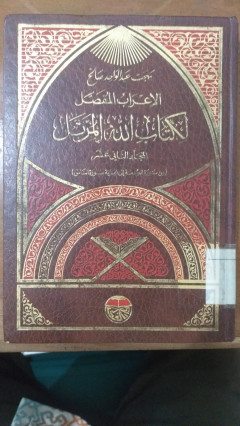 بهجت عبد الواحد صالح
الإعراب المفصل
لكتاب الله المرتل
المجلد الثاني عشر